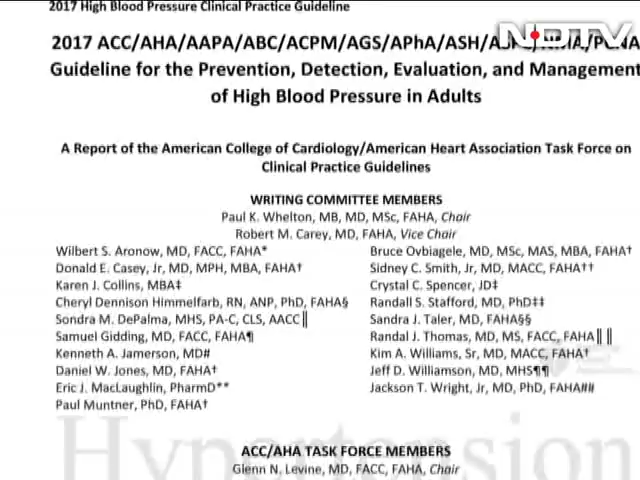 2017 High Blood Pressure Clinical Practice Guideline
NDTV
2017 ACC/AHA/AAPA/ABC/ACPM/AGS/APhA/ASH/
Guideline for the Prevention, Detection, Evaluation, and Management
of High Blood Pressure in Adults
A Report of the American College of Cardiology/American Heart Association Task Force on
Clinical Practice Guidelines
WRITING COMMITTEE MEMBERS
Paul K. Whelton, MB, MD, MSc, FAHA, Chair
Robert M. Carey, MD, FAHA, Vice Chair
Wilbert S. Aronow, MD, FACC, FAHA*
Donald E. Casey, Jr, MD, MPH, MBA, FAHA†
Karen J. Collins, MBA‡
Cheryl Dennison Himmelfarb, RN, ANP, PhD, FAHA§
Sondra M. DePalma, MHS, PA-C, CLS, AACC║
Samuel Gidding, MD, FACC, FAHA¶
Kenneth A. Jamerson, MD#
Daniel W. Jones, MD, FAHA†
Eric J. MacLaughlin, PharmD**
Paul Muntner, PhD, FAHA†
Bruce Ovbiagele, MD, MSc, MAS, MBA, FAHA†
Sidney C. Smith, Jr, MD, MACC, FAHA††
Crystal C. Spencer, JD‡
Randall S. Stafford, MD, PhD‡‡
Sandra J. Taler, MD, FAHA§§
Randal J. Thomas, MD, MS, FACC, FAHA║║
Kim A. Williams, Sr, MD, MACC, FAHA†
Jeff D. Williamson, MD, MHS¶¶
Jackson T. Wright, Jr, MD, PhD, FAHA##
Hypertension
ACC/AHA TASK FORCE MEMBERS
Glenn N. Levine, MD, FACC, FAHA, Chair